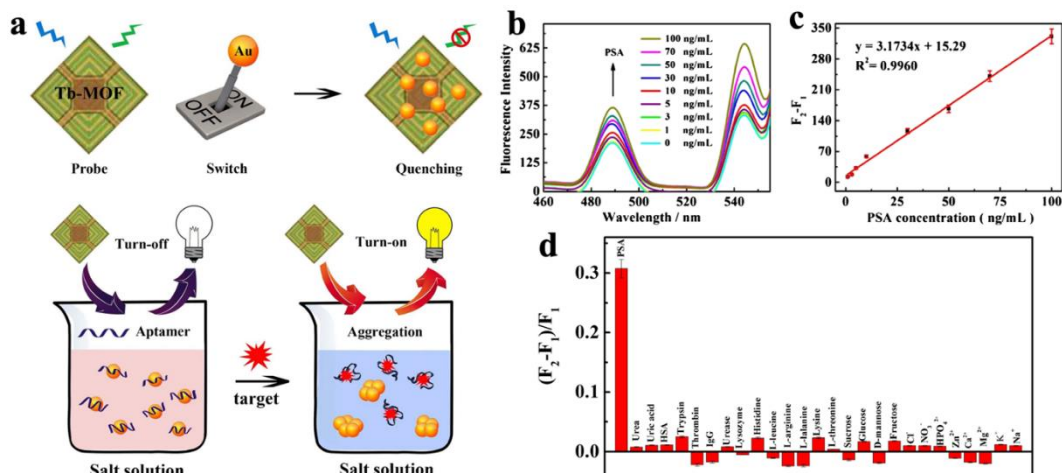 a
Tb-MOF
Probe
Au
ON
OFF
Switch
Quenching
Turn-off
Aptamer
Salt solution
target
Turn-on
Aggregation
Salt solution
b
Fluorescence Intensity
625
500
375
250
125
0
PSA
100 ng/mL
70 ng/mL
50 ng/mL
30 ng/mL
10 ng/mL
5 ng/mL
3 ng/mL
1 ng/mL
0 ng/mL
460 480 500 520 540
Wavelength / nm
c
F₂-F₁
350
280
210
140
70
0
y = 3.1734x + 15.29
R²= 0.9960
0 25 50 75 100
PSA concentration ( ng/mL )
d
(F₂-F₁)/F₁
0.3
0.2
0.1
0.0
PSA
Urea
Uric acid
HSA
Trypsin
Thrombin
IgG
Urcase
Lysozyme
Histidine
L-leucine
L-arginine
L-lalanine
Lysine
L-threonine
Sucrose
Glucose
D-mannose
Fructose
Cl⁻
NO₃⁻
HPO₄²⁻
Zn²⁺
Ca²⁺
Mg²⁺
K⁺
Na⁺